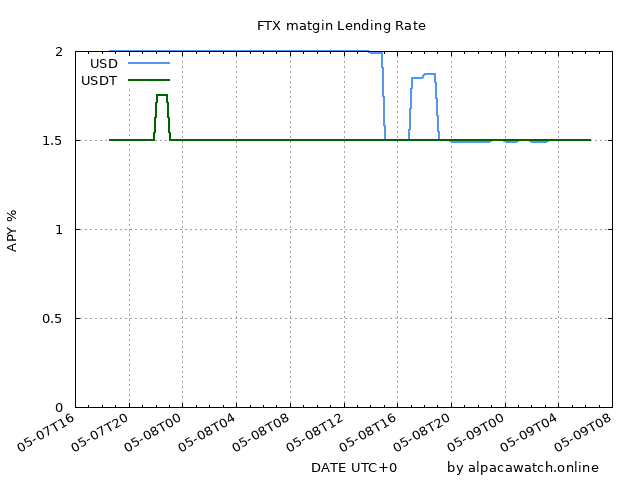 FTX matgin Lending Rate
USD
USDT
2
1.5
1
0.5
0
APY %
05-07T16
05-07T20
05-08T00
05-08T04
05-08T08
05-08T12
05-08T16
05-08T20
05-09T00
05-09T04
05-09T08
DATE UTC+0
by alpacawatch.online